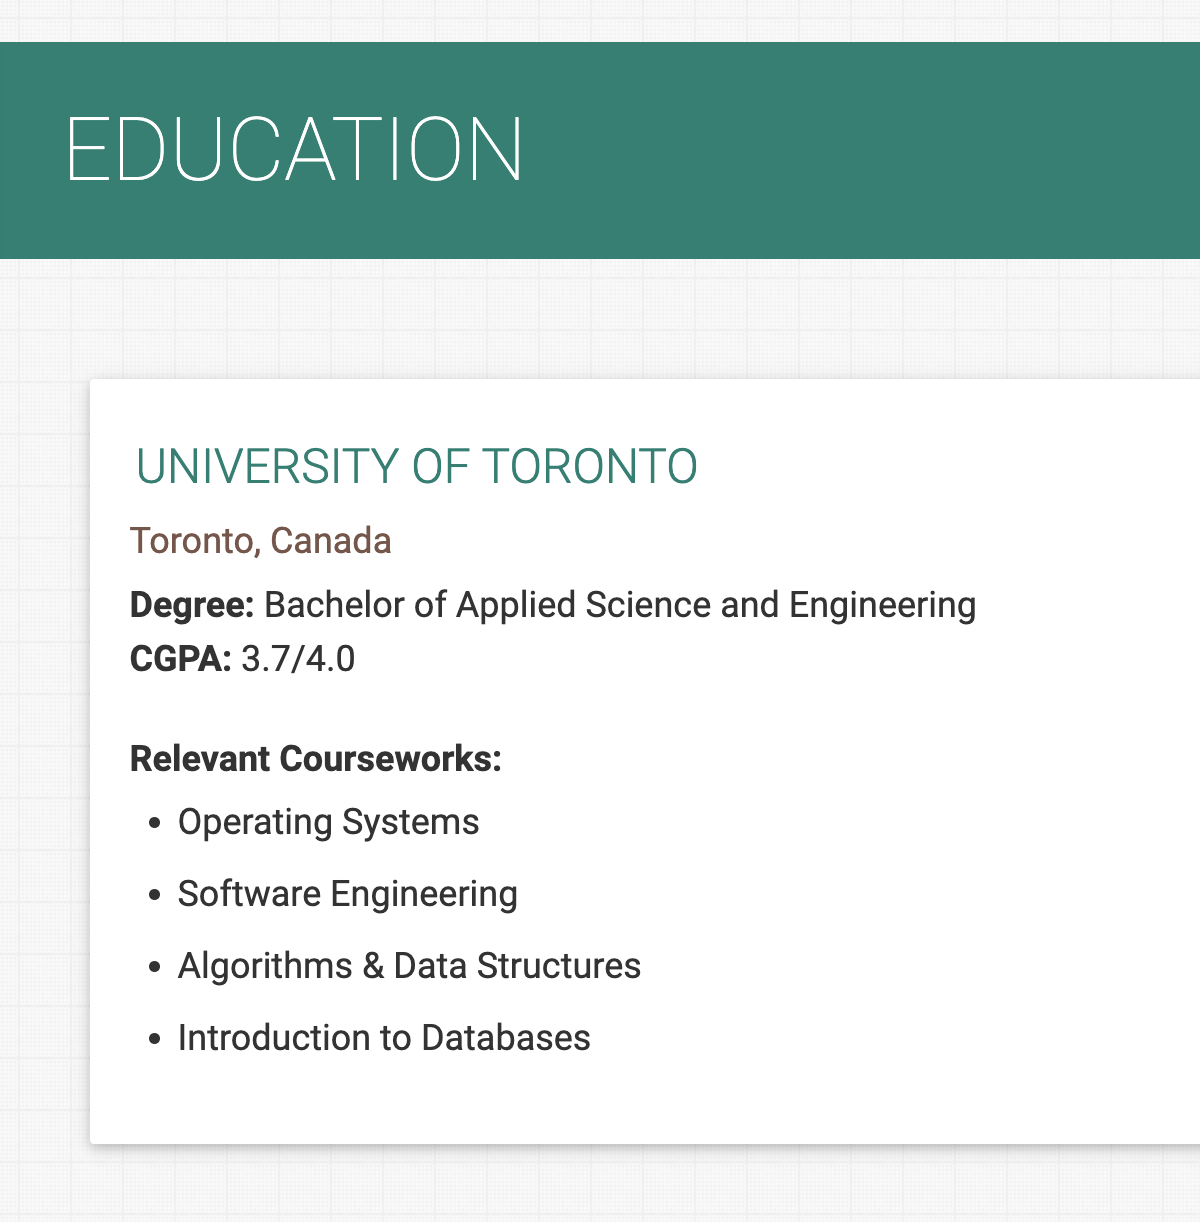 EDUCATION
UNIVERSITY OF TORONTO
Toronto, Canada
Degree: Bachelor of Applied Science and Engineering
CGPA: 3.7/4.0
Relevant Courseworks:
• Operating Systems
• Software Engineering
• Algorithms & Data Structures
• Introduction to Databases